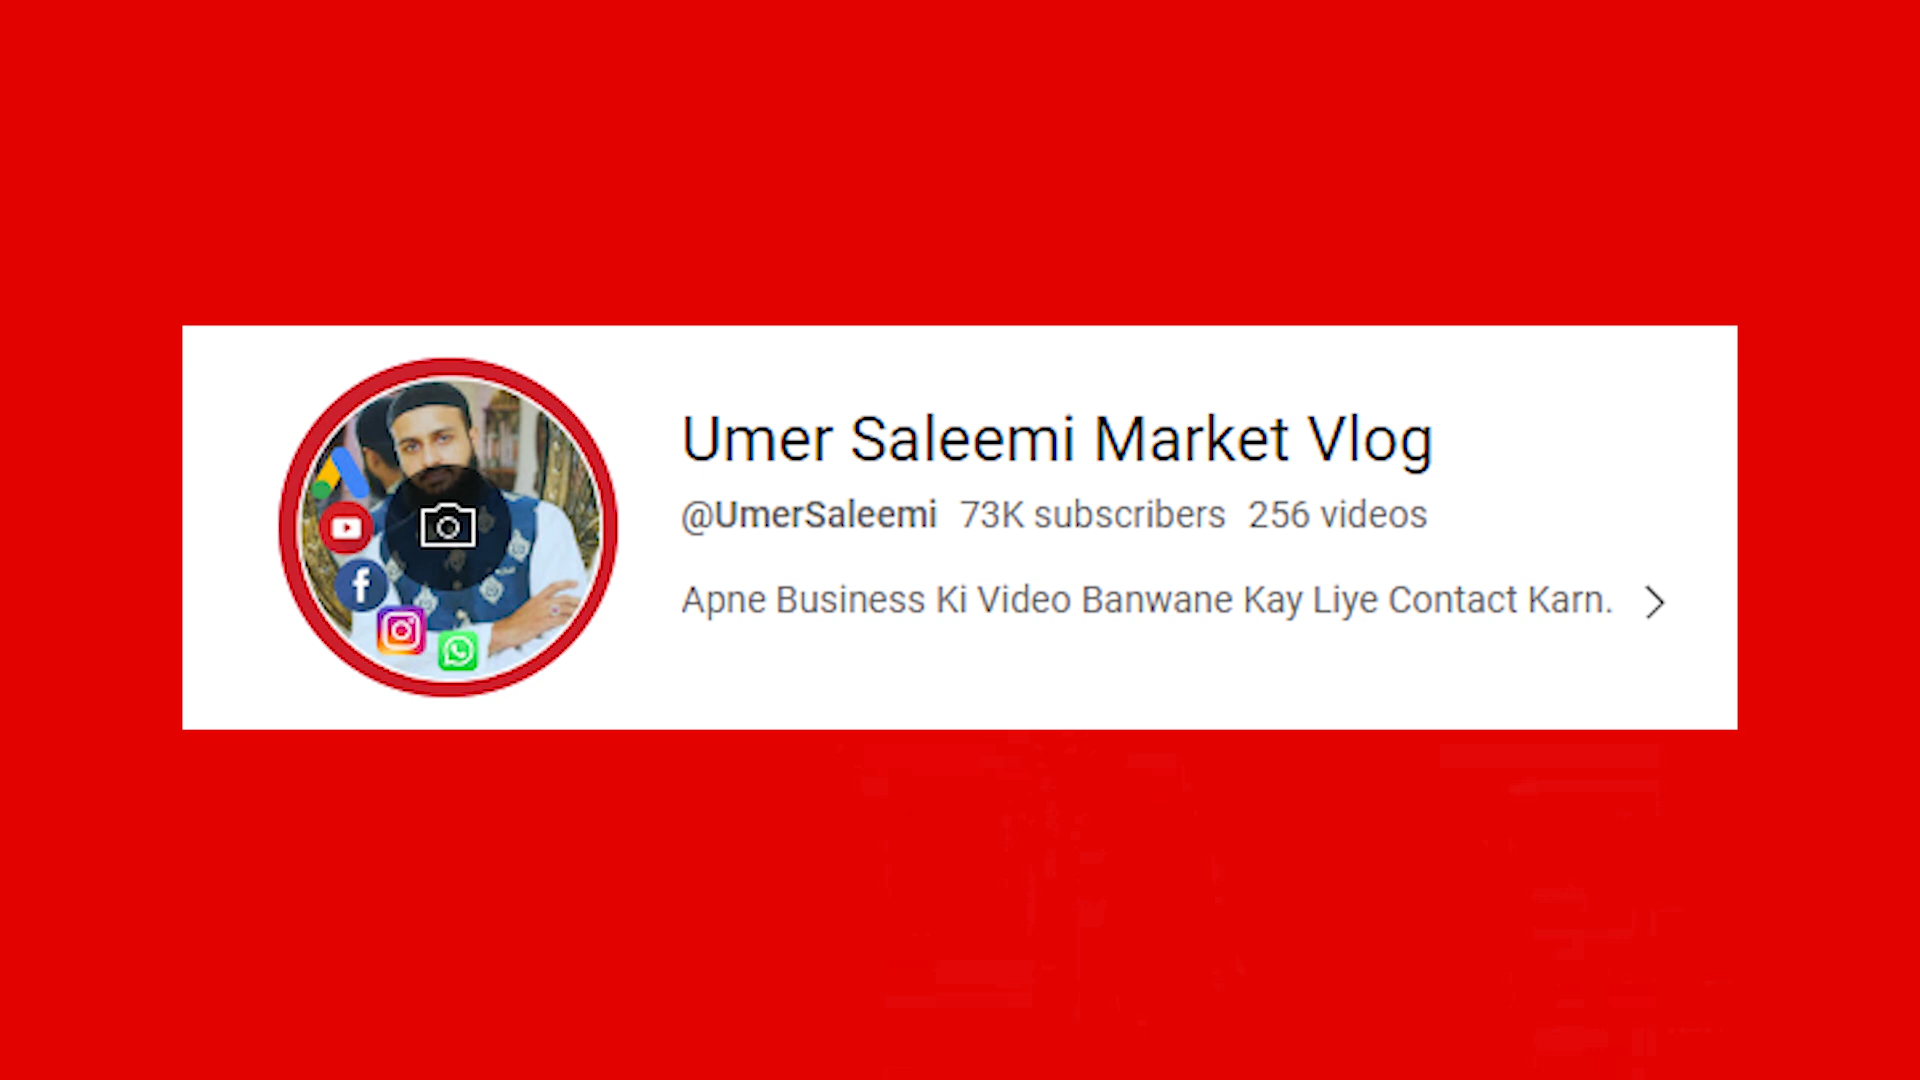 Umer Saleemi Market Vlog
@UmerSaleemi 73K subscribers 256 videos
Apne Business Ki Video Banwane Kay Liye Contact Karn.